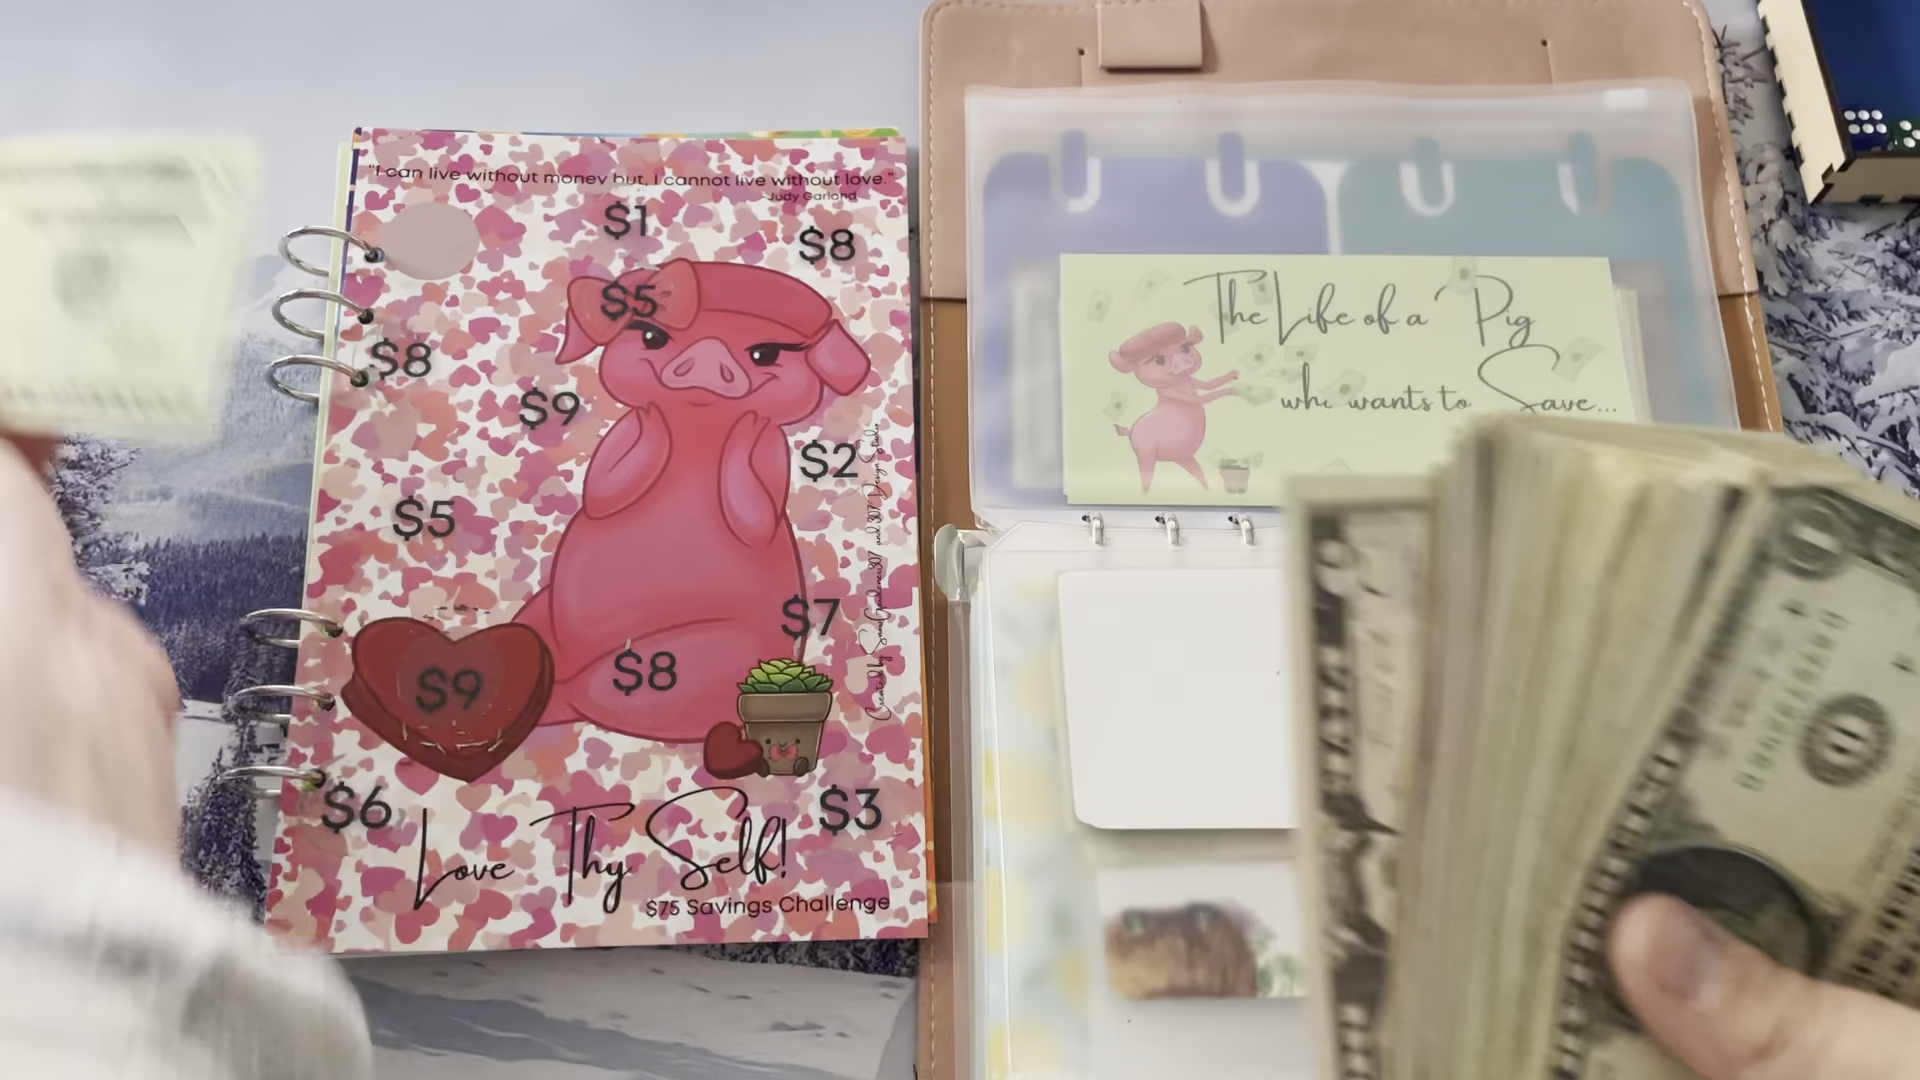 "I can live without money but, I cannot live without love."
-Judy Garland
$1
$8
$5
$8
$9
$2
$5
$7
$9
$8
$6
$3
Love Thy Self!
$75 Savings Challenge
The Life of a Pig
who wants to Save...